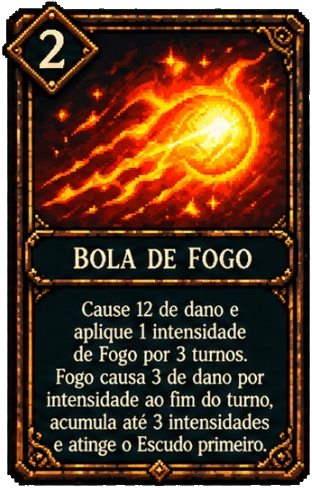 2
BOLA DE FOGO
Cause 12 de dano e
aplique 1 intensidade
de Fogo por 3 turnos.
Fogo causa 3 de dano por
intensidade ao fim do turno,
acumula até 3 intensidades
e atinge o Escudo primeiro.